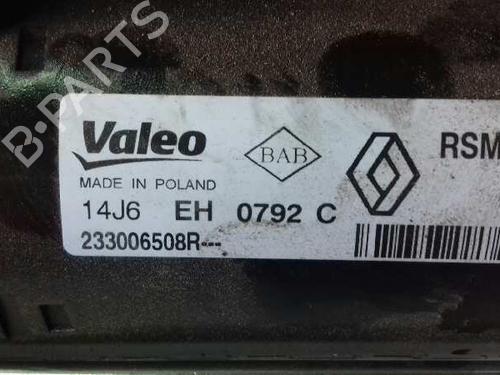 B-PARTS
Valeo
BAB
RSM
MADE IN POLAND
14J6 EH 0792 C
233006508R---